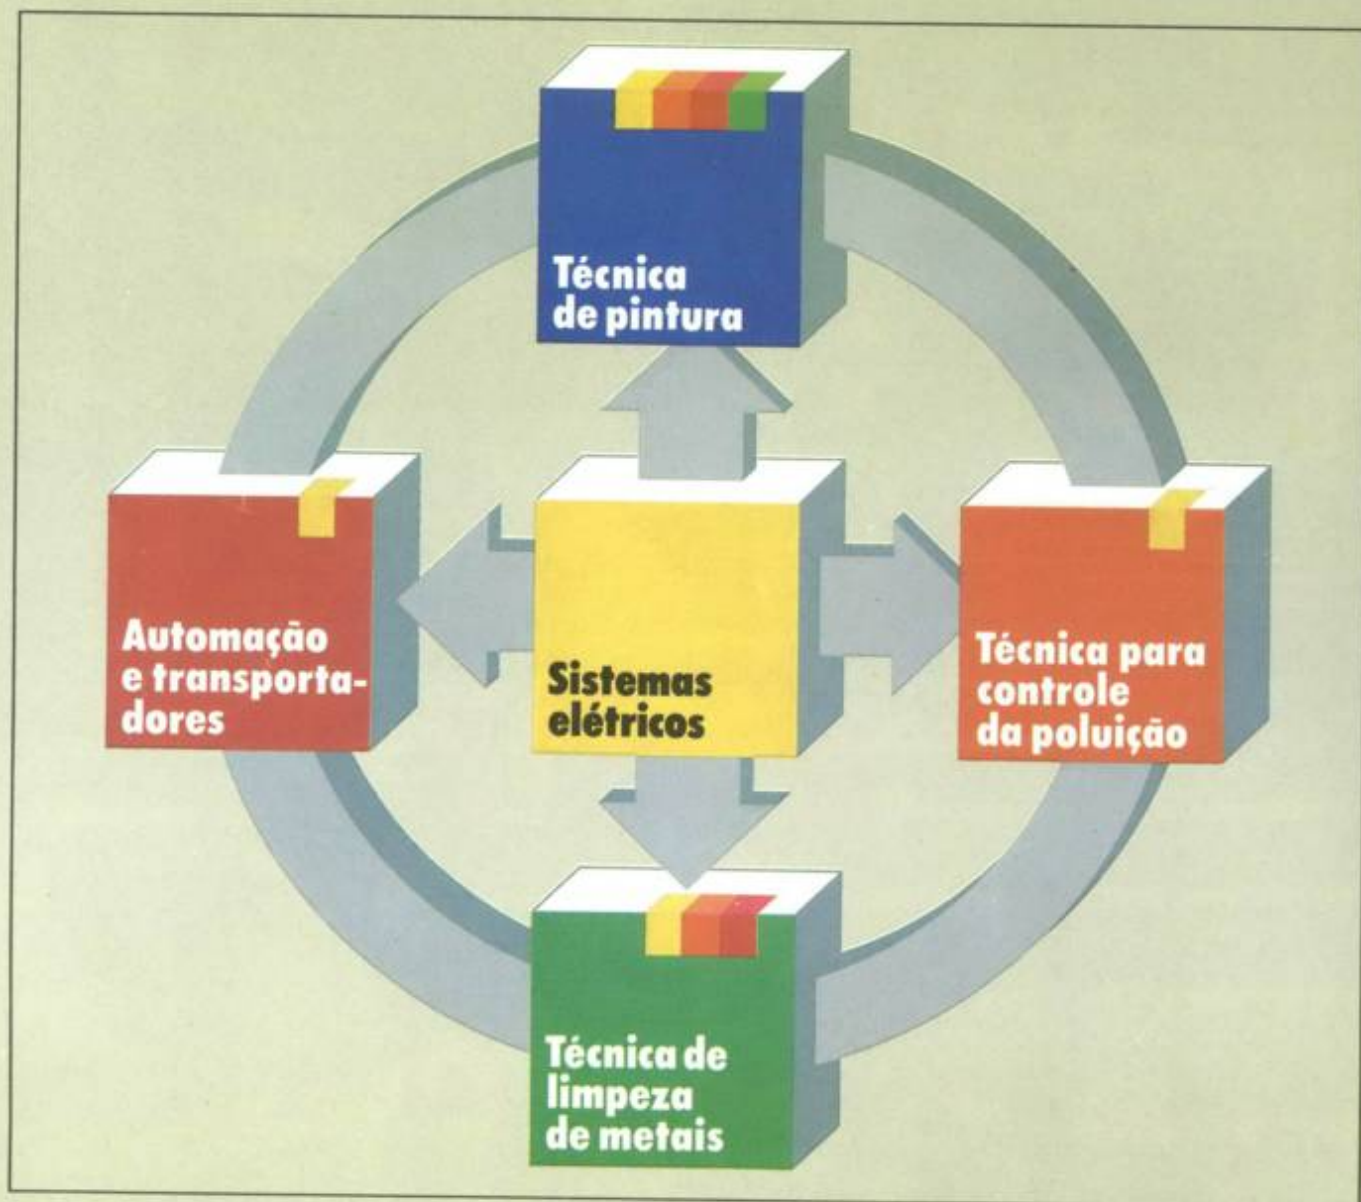 Técnica
de pintura
Automação
e transporta-
dores
Sistemas
elétricos
Técnica para
controle
da poluição
Técnica de
limpeza
de metais